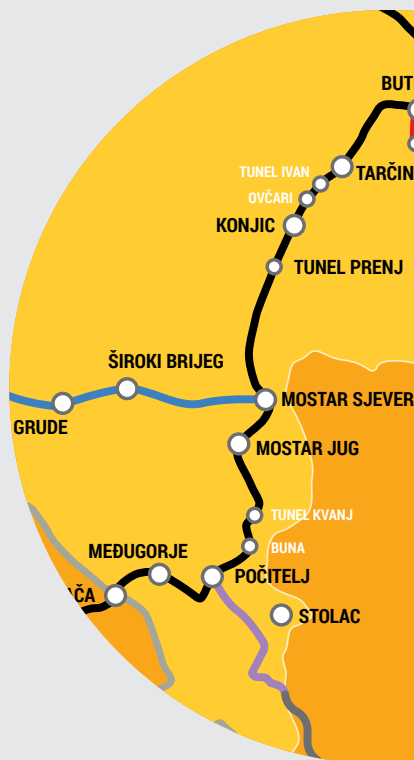 BUT
TUNEL IVAN
TARČIN
OVČARI
KONJIC
TUNEL PRENJ
ŠIROKI BRIJEG
MOSTAR SJEVER
GRUDE
MOSTAR JUG
TUNEL KVANJ
BUNA
MEĐUGORJE
POČITELJ
AČA
STOLAC